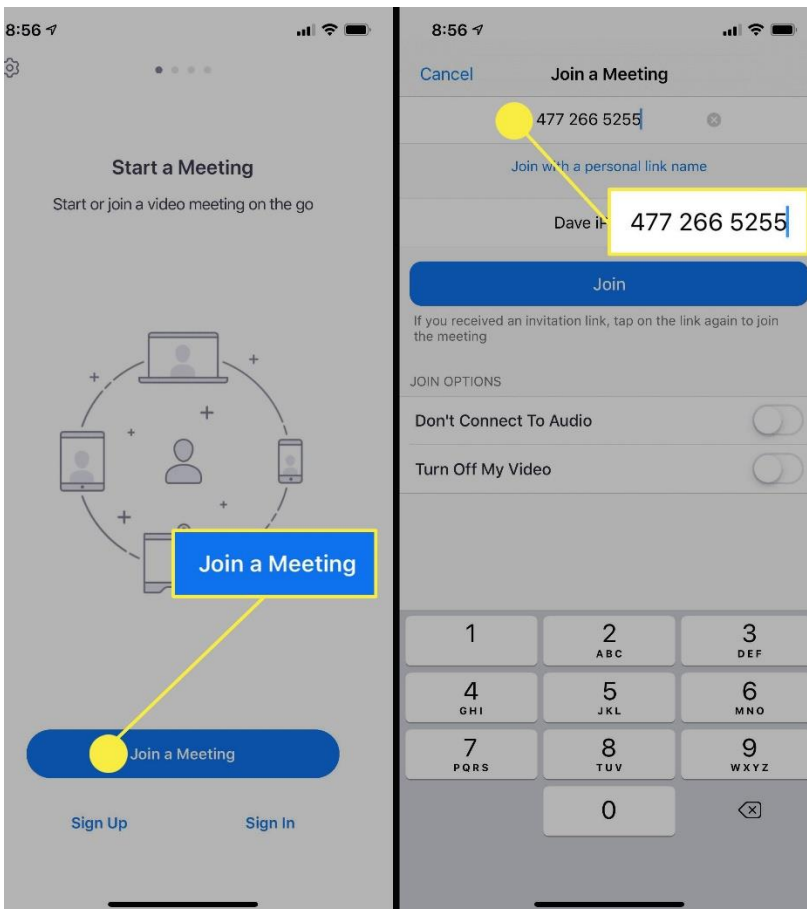 8:56
Start a Meeting
Start or join a video meeting on the go
Join a Meeting
Join a Meeting
Sign Up
Sign In
8:56
Cancel
Join a Meeting
477 266 5255
Join with a personal link name
Dave
477 266 5255
Join
If you received an invitation link, tap on the link again to join
the meeting
JOIN OPTIONS
Don't Connect To Audio
Turn Off My Video
1
2
ABC
3
DEF
4
GHI
5
JKL
6
MNO
7
PQRS
8
TUV
9
WXYZ
0